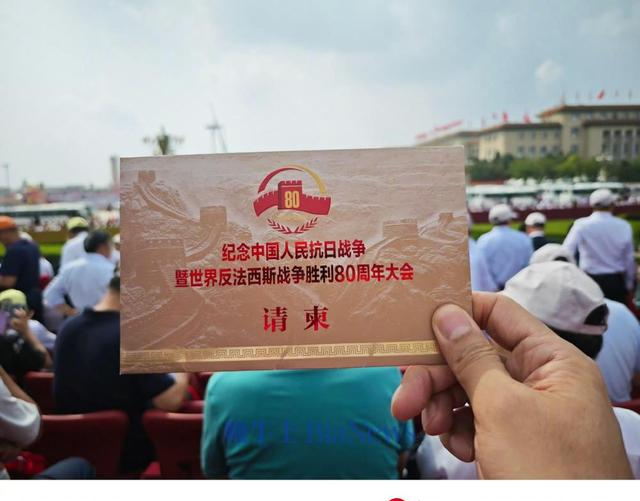 80
纪念中国人民抗日战争
暨世界反法西斯战争胜利80周年大会
请柬